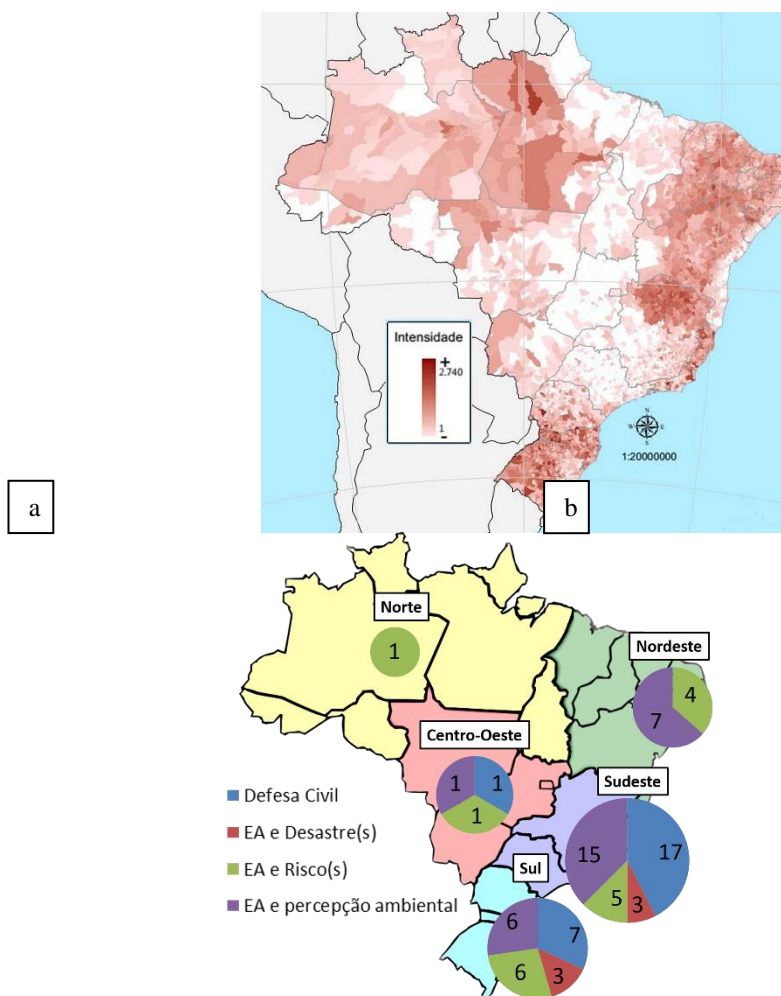 Intensidade
+
2.740
1
-
N
W E
S
1:20000000
a
b
Norte
1
Nordeste
4
7
Centro-Oeste
1
1
1
Sudeste
15
17
5
3
Defesa Civil
EA e Desastre(s)
EA e Risco(s)
EA e percepção ambiental
Sul
6
7
6
3